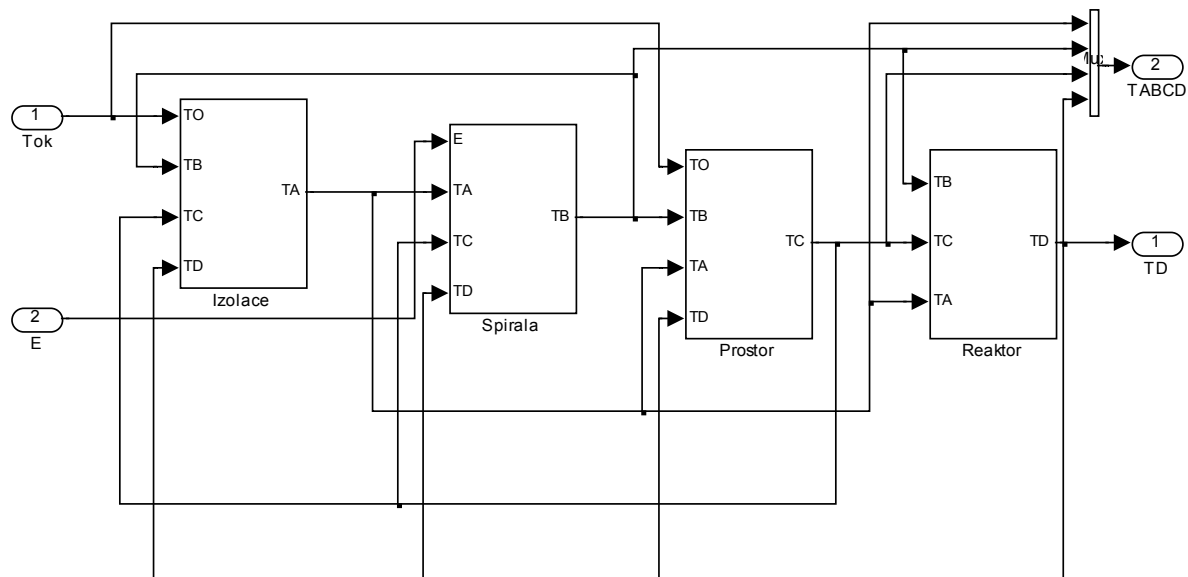 1
Tok
2
E
TO
TB
TC
TD
TA
Izolace
E
TA
TC
TD
TB
Spirala
TO
TB
TA
TD
TC
Prostor
TB
TC
TA
TD
Reaktor
Mux
2
TABCD
1
TD